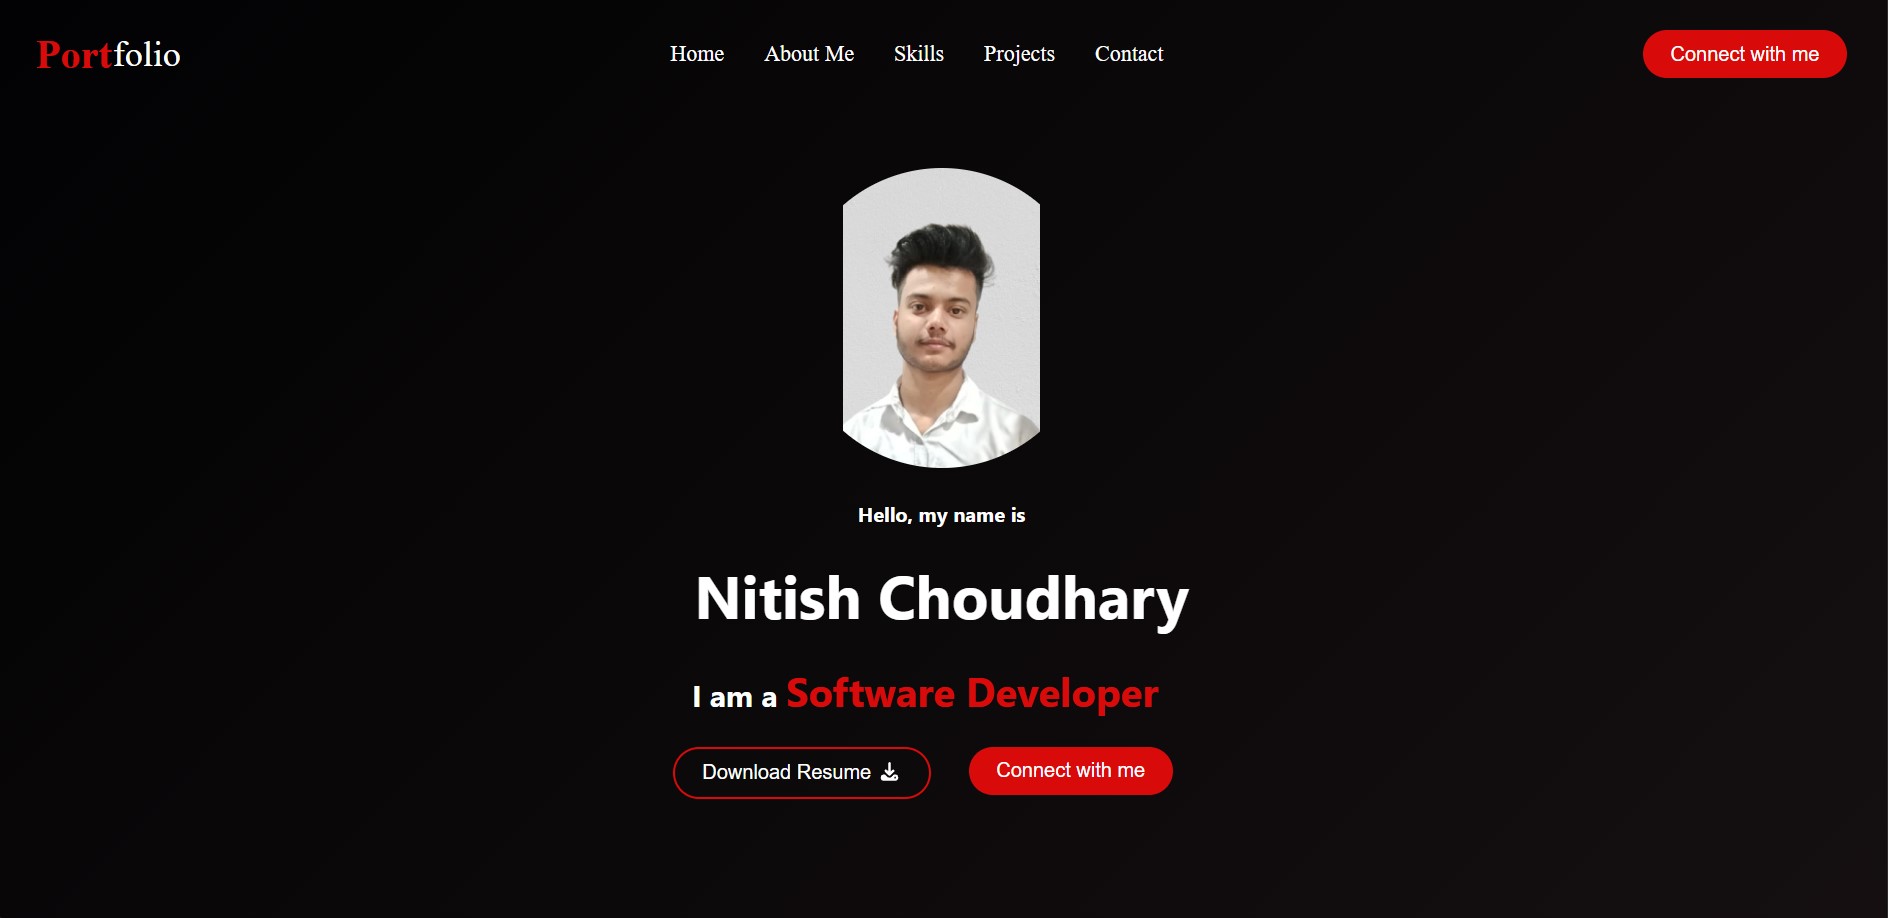 Portfolio
Home About Me Skills Projects Contact
Connect with me
Hello, my name is
Nitish Choudhary
I am a Software Developer
Download Resume
Connect with me